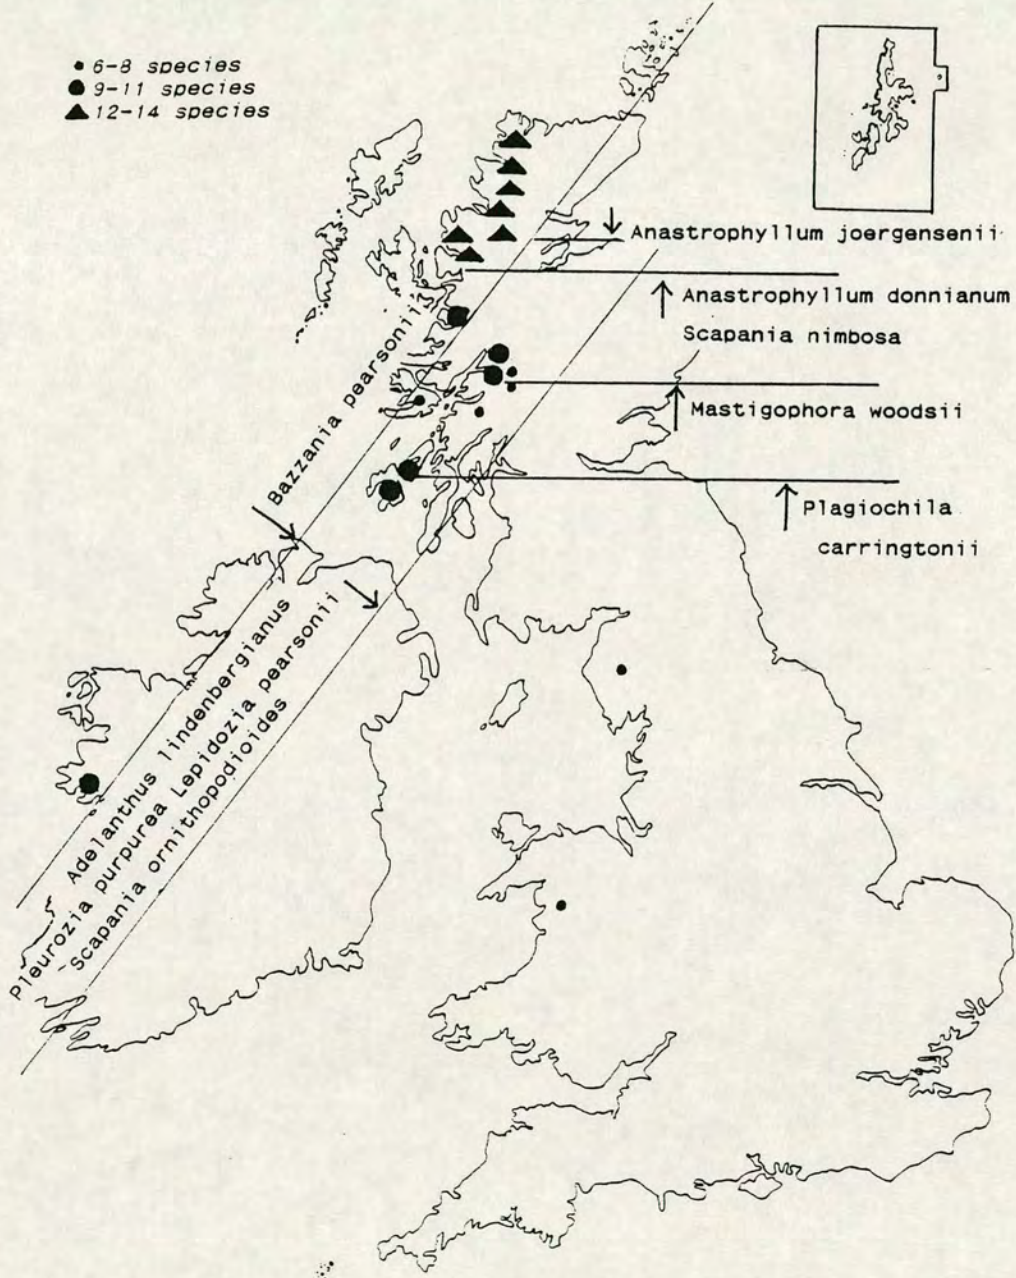 6-8 species
9-11 species
12-14 species
Anastrophyllum joergensenii
Anastrophyllum donnianum
Scapania nimbosa
Mastigophora woodsii
Plagiochila
carringtonii
Bazzania pearsonii
Adelanthus lindenbergianus
Pleurozia purpurea Lepidozia pearsonii
Scapania ornithopodioides